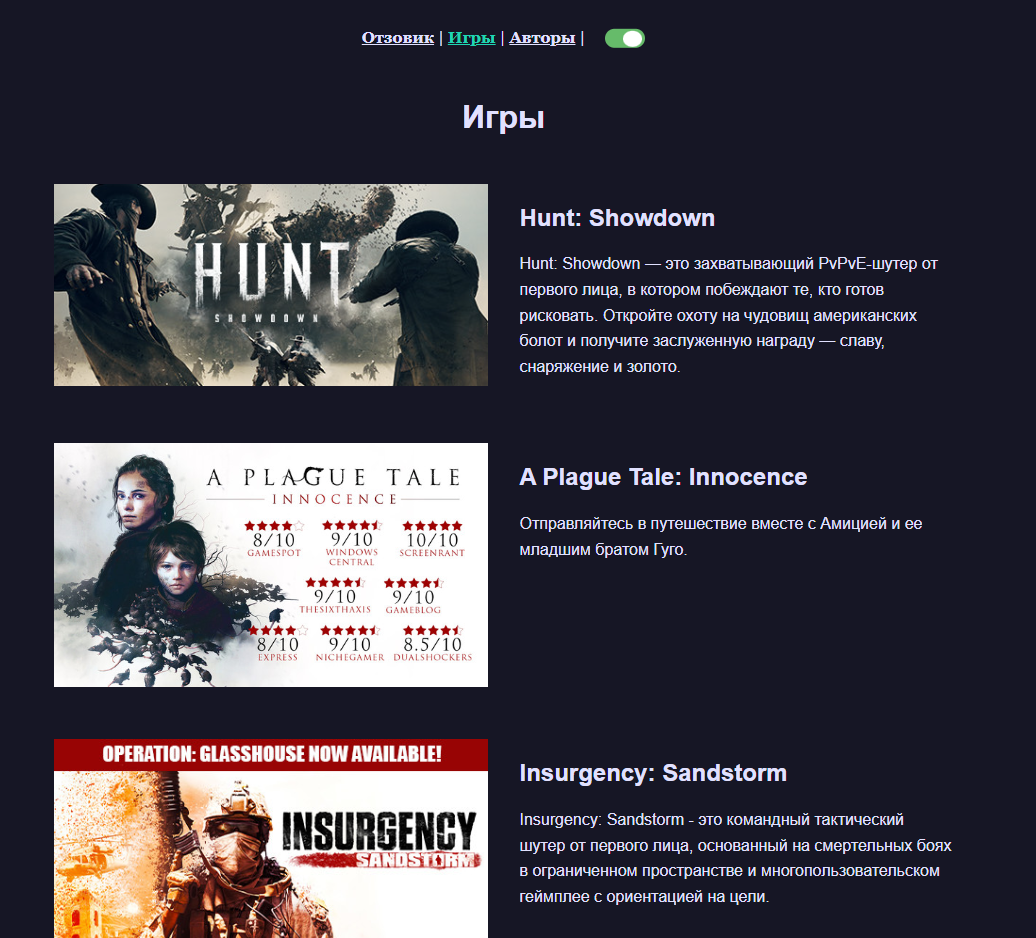 Отзовик | Игры | Авторы |
Игры
HUNT
SHOWDOWN
Hunt: Showdown
Hunt: Showdown — это захватывающий PvPvE-шутер от
первого лица, в котором побеждают те, кто готов
рисковать. Откройте охоту на чудовищ американских
болот и получите заслуженную награду — славу,
снаряжение и золото.
A PLAGUE TALE
INNOCENCE
8/10 9/10 10/10
GAMESPOT WINDOWS CENTRAL SCREENRANT
9/10 9/10
THESIXTHAXIS GAMEBLOG
8/10 9/10 8.5/10
EXPRESS NICHEGAMER DUALSHOCKERS
A Plague Tale: Innocence
Отправляйтесь в путешествие вместе с Амицией и ее
младшим братом Гуго.
OPERATION: GLASSHOUSE NOW AVAILABLE!
INSURGENCY
SANDSTORM
Insurgency: Sandstorm
Insurgency: Sandstorm - это командный тактический
шутер от первого лица, основанный на смертельных боях
в ограниченном пространстве и многопользовательском
геймплее с ориентацией на цели.